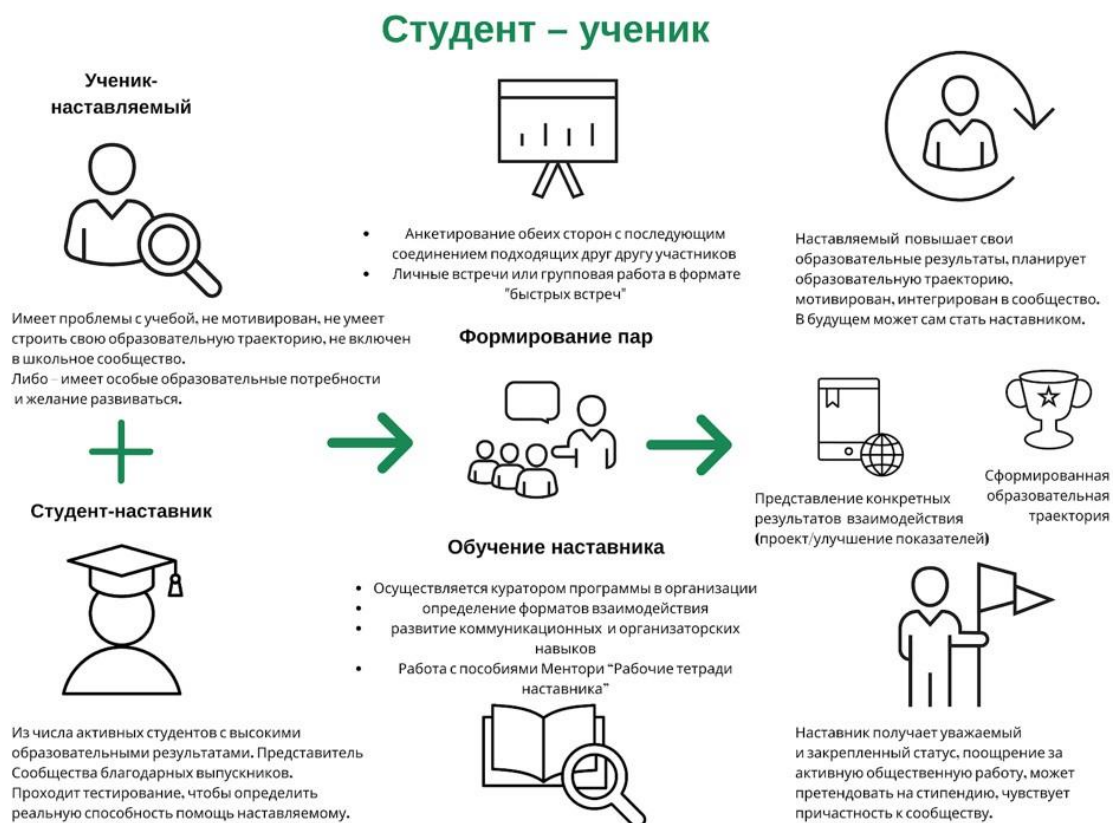 Студент – ученик
Ученик-
наставляемый
Имеет проблемы с учебой, не мотивирован, не умеет
строить свою образовательную траекторию, не включен
в школьное сообщество.
Либо – имеет особые образовательные потребности
и желание развиваться.
Студент-наставник
Из числа активных студентов с высокими
образовательными результатами. Представитель
Сообщества благодарных выпускников.
Проходит тестирование, чтобы определить
реальную способность помощь наставляемому.
• Анкетирование обеих сторон с последующим
соединением подходящих друг другу участников
• Личные встречи или групповая работа в формате
"быстрых встреч"
Формирование пар
Обучение наставника
• Осуществляется куратором программы в организации
• определение форматов взаимодействия
• развитие коммуникационных и организаторских
навыков
• Работа с пособиями Ментори “Рабочие тетради
наставника”
Наставляемый повышает свои
образовательные результаты, планирует
образовательную траекторию,
мотивирован, интегрирован в сообщество.
В будущем может сам стать наставником.
Представление конкретных
результатов взаимодействия
(проект/улучшение показателей)
Сформированная
образовательная
траектория
Наставник получает уважаемый
и закрепленный статус, поощрение за
активную общественную работу, может
претендовать на стипендию, чувствует
причастность к сообществу.